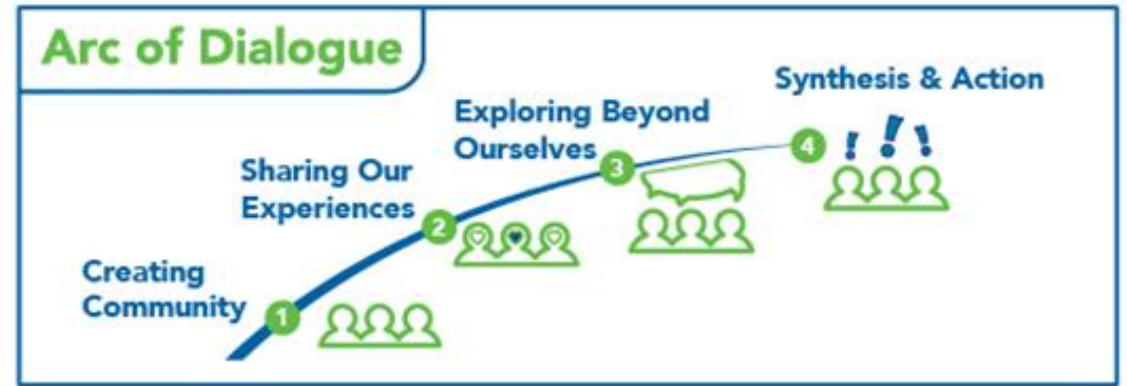 Arc of Dialogue
Creating
Community
1
Sharing Our
Experiences
2
Exploring Beyond
Ourselves
3
Synthesis & Action
4
! ! !